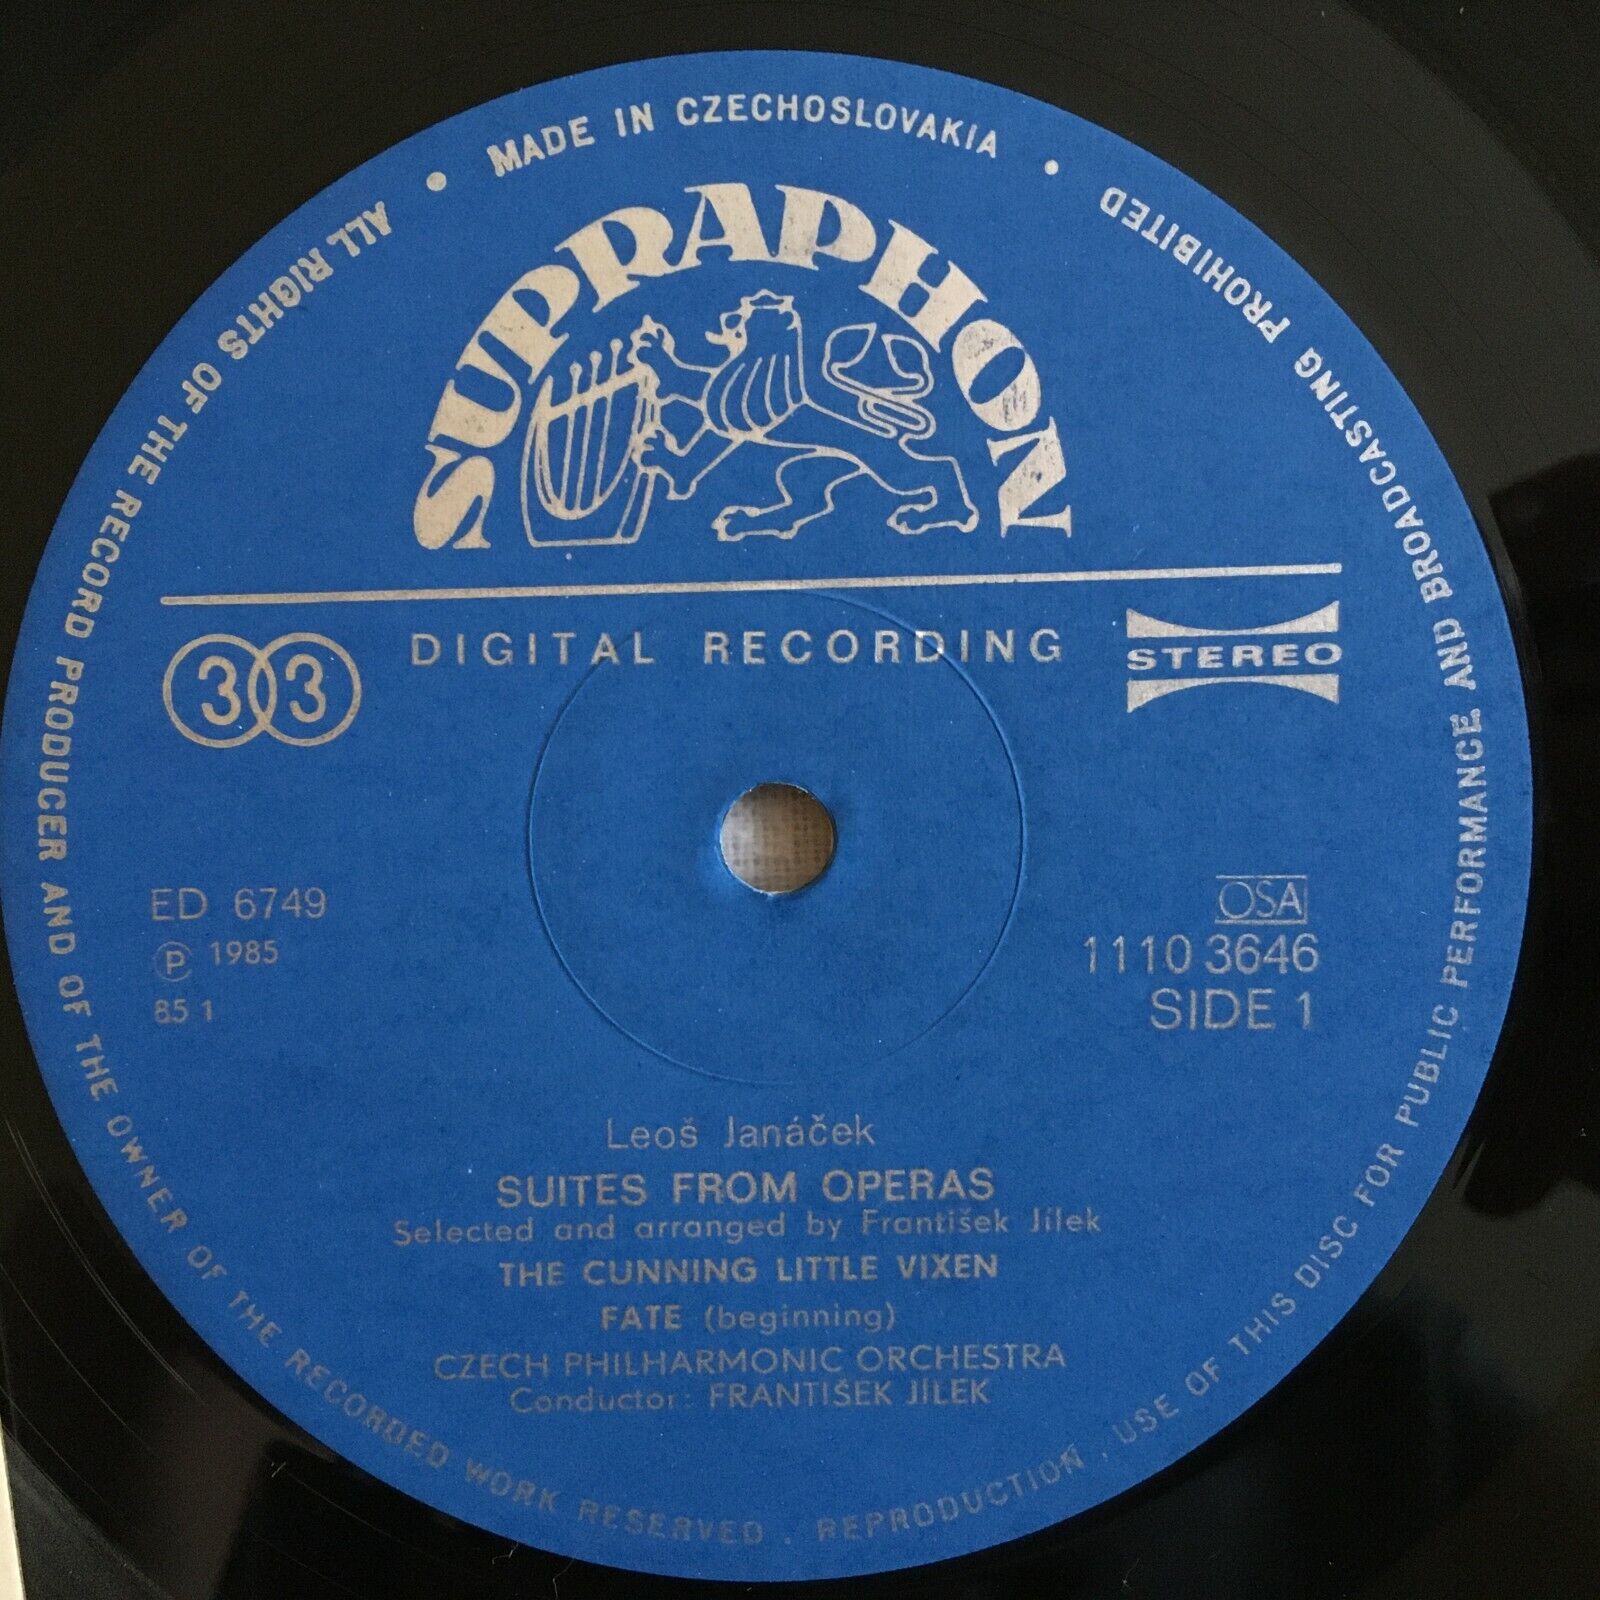 MADE IN CZECHOSLOVAKIA
SUPRAPHON
33
DIGITAL RECORDING
STEREO
ED 6749
Ⓟ 1985
85 1
OSA
1110 3646
SIDE 1
Leoš Janáček
SUITES FROM OPERAS
Selected and arranged by František Jílek
THE CUNNING LITTLE VIXEN
FATE (beginning)
CZECH PHILHARMONIC ORCHESTRA
Conductor: FRANTIŠEK JÍLEK
ALL RIGHTS OF THE RECORD PRODUCER AND OF THE OWNER OF THE RECORDED WORK RESERVED . REPRODUCTION , USE OF THIS DISC FOR PUBLIC PERFORMANCE AND BROADCASTING PROHIBITED